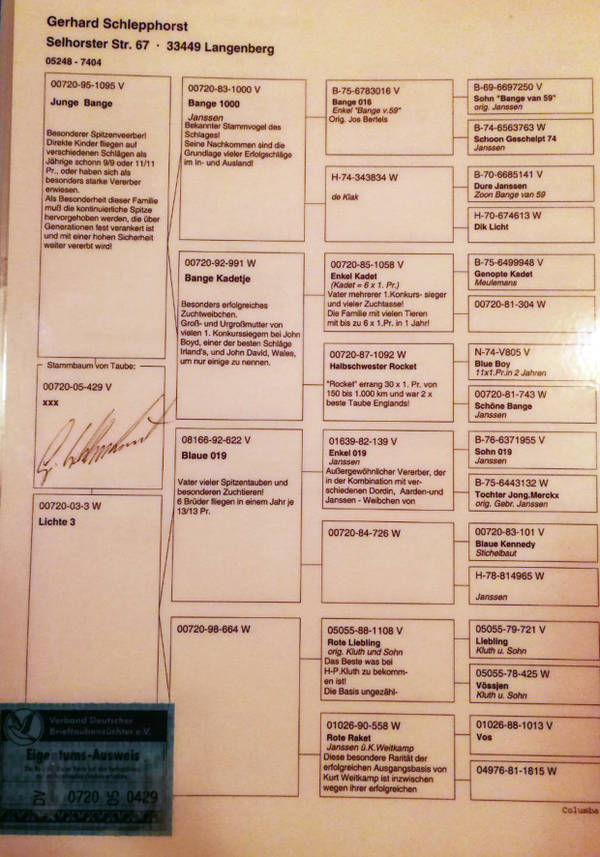 Gerhard Schlepphorst
Selhorster Str. 67 · 33449 Langenberg
05248 - 7404
00720-95-1095 V
Junge Bange
Besonderer Spitzenveerber!
Direkte Kinder fliegen auf
verschiedenen Schlägen als
Jährige schonn 9/9 oder 11/11
Pr., oder haben sich als
besonders starke Vererber
erwiesen.
Als Besonderheit dieser Familie
muß die kontinuierliche Spitze
hervorgehoben werden, die über
Generationen fest verankert ist
und mit einer hohen Sicherheit
weiter vererbt wird!
Stammbaum von Taube:
00720-05-429 V
xxx
00720-03-3 W
Lichte 3
00720-83-1000 V
Bange 1000
Janssen
Bekannter Stammvogel des
Schlages!
Seine Nachkommen sind die
Grundlage vieler Erfolgschläge
im In- und Ausland!
00720-92-991 W
Bange Kadetje
Besonders erfolgreiches
Zuchtweibchen.
Groß- und Urgroßmutter von
vielen 1. Konkurssiegern bei John
Boyd, einer der besten Schläge
Irland's, und John David, Wales,
um nur einige zu nennen.
08166-92-622 V
Blaue 019
Vater vieler Spitzentauben und
besonderen Zuchtieren!
6 Brüder fliegen in einem Jahr je
13/13 Pr.
00720-98-664 W
B-75-6783016 V
Bange 016
Enkel "Bange v.59"
Orig. Jos Bertels
H-74-343834 W
de Klak
00720-85-1058 V
Enkel Kadet
(Kadet = 6 x 1. Pr.)
Vater mehrerer 1.Konkurs- sieger
und vieler Zuchtasse!
Die Familie mit vielen Tieren
mit bis zu 6 x 1.Pr. in 1 Jahr!
00720-87-1092 W
Halbschwester Rocket
"Rocket" errang 30 x 1. Pr. von
150 bis 1.000 km und war 2 x
beste Taube Englands!
01639-82-139 V
Enkel 019
Janssen
Außergewöhnlicher Vererber, der
in der Kombination mit ver-
schiedenen Dordin, Aarden-und
Janssen - Weibchen von
00720-84-726 W
05055-88-1108 V
Rote Liebling
orig. Kluth und Sohn
Das Beste was bei
H-P.Kluth zu bekomm-
en ist!
Die Basis ungezähl-
01026-90-558 W
Rote Raket
Janssen ü.K.Weitkamp
Diese besondere Rarität der
erfolgreichen Ausgangsbasis von
Kurt Weitkamp ist inzwischen
wegen ihrer erfolgreichen
B-69-6697250 V
Sohn "Bange van 59"
orig. Janssen
B-74-6563763 W
Schoon Geschelpt 74
Janssen
B-70-6685141 V
Dure Janssen
Zoon Bange van 59
H-70-674613 W
Dik Licht
B-75-6499948 V
Genopte Kadet
Meulemans
00720-81-304 W
N-74-V805 V
Blue Boy
11x1.Pr.in 2 Jahren
00720-81-743 W
Schöne Bange
Janssen
B-76-6371955 V
Sohn 019
Janssen
B-75-6443132 W
Tochter Jong.Merckx
orig. Gebr. Janssen
00720-83-101 V
Blaue Kennedy
Stichelbaut
H-78-814965 W
Janssen
05055-79-721 V
Liebling
Kluth u. Sohn
05055-78-425 W
Vössjen
Kluth u. Sohn
01026-88-1013 V
Vos
04976-81-1815 W
Verband Deutscher
Brieftaubenzüchter e.V.
Eigentums-Ausweis
DV 0720 05 0429
Columba